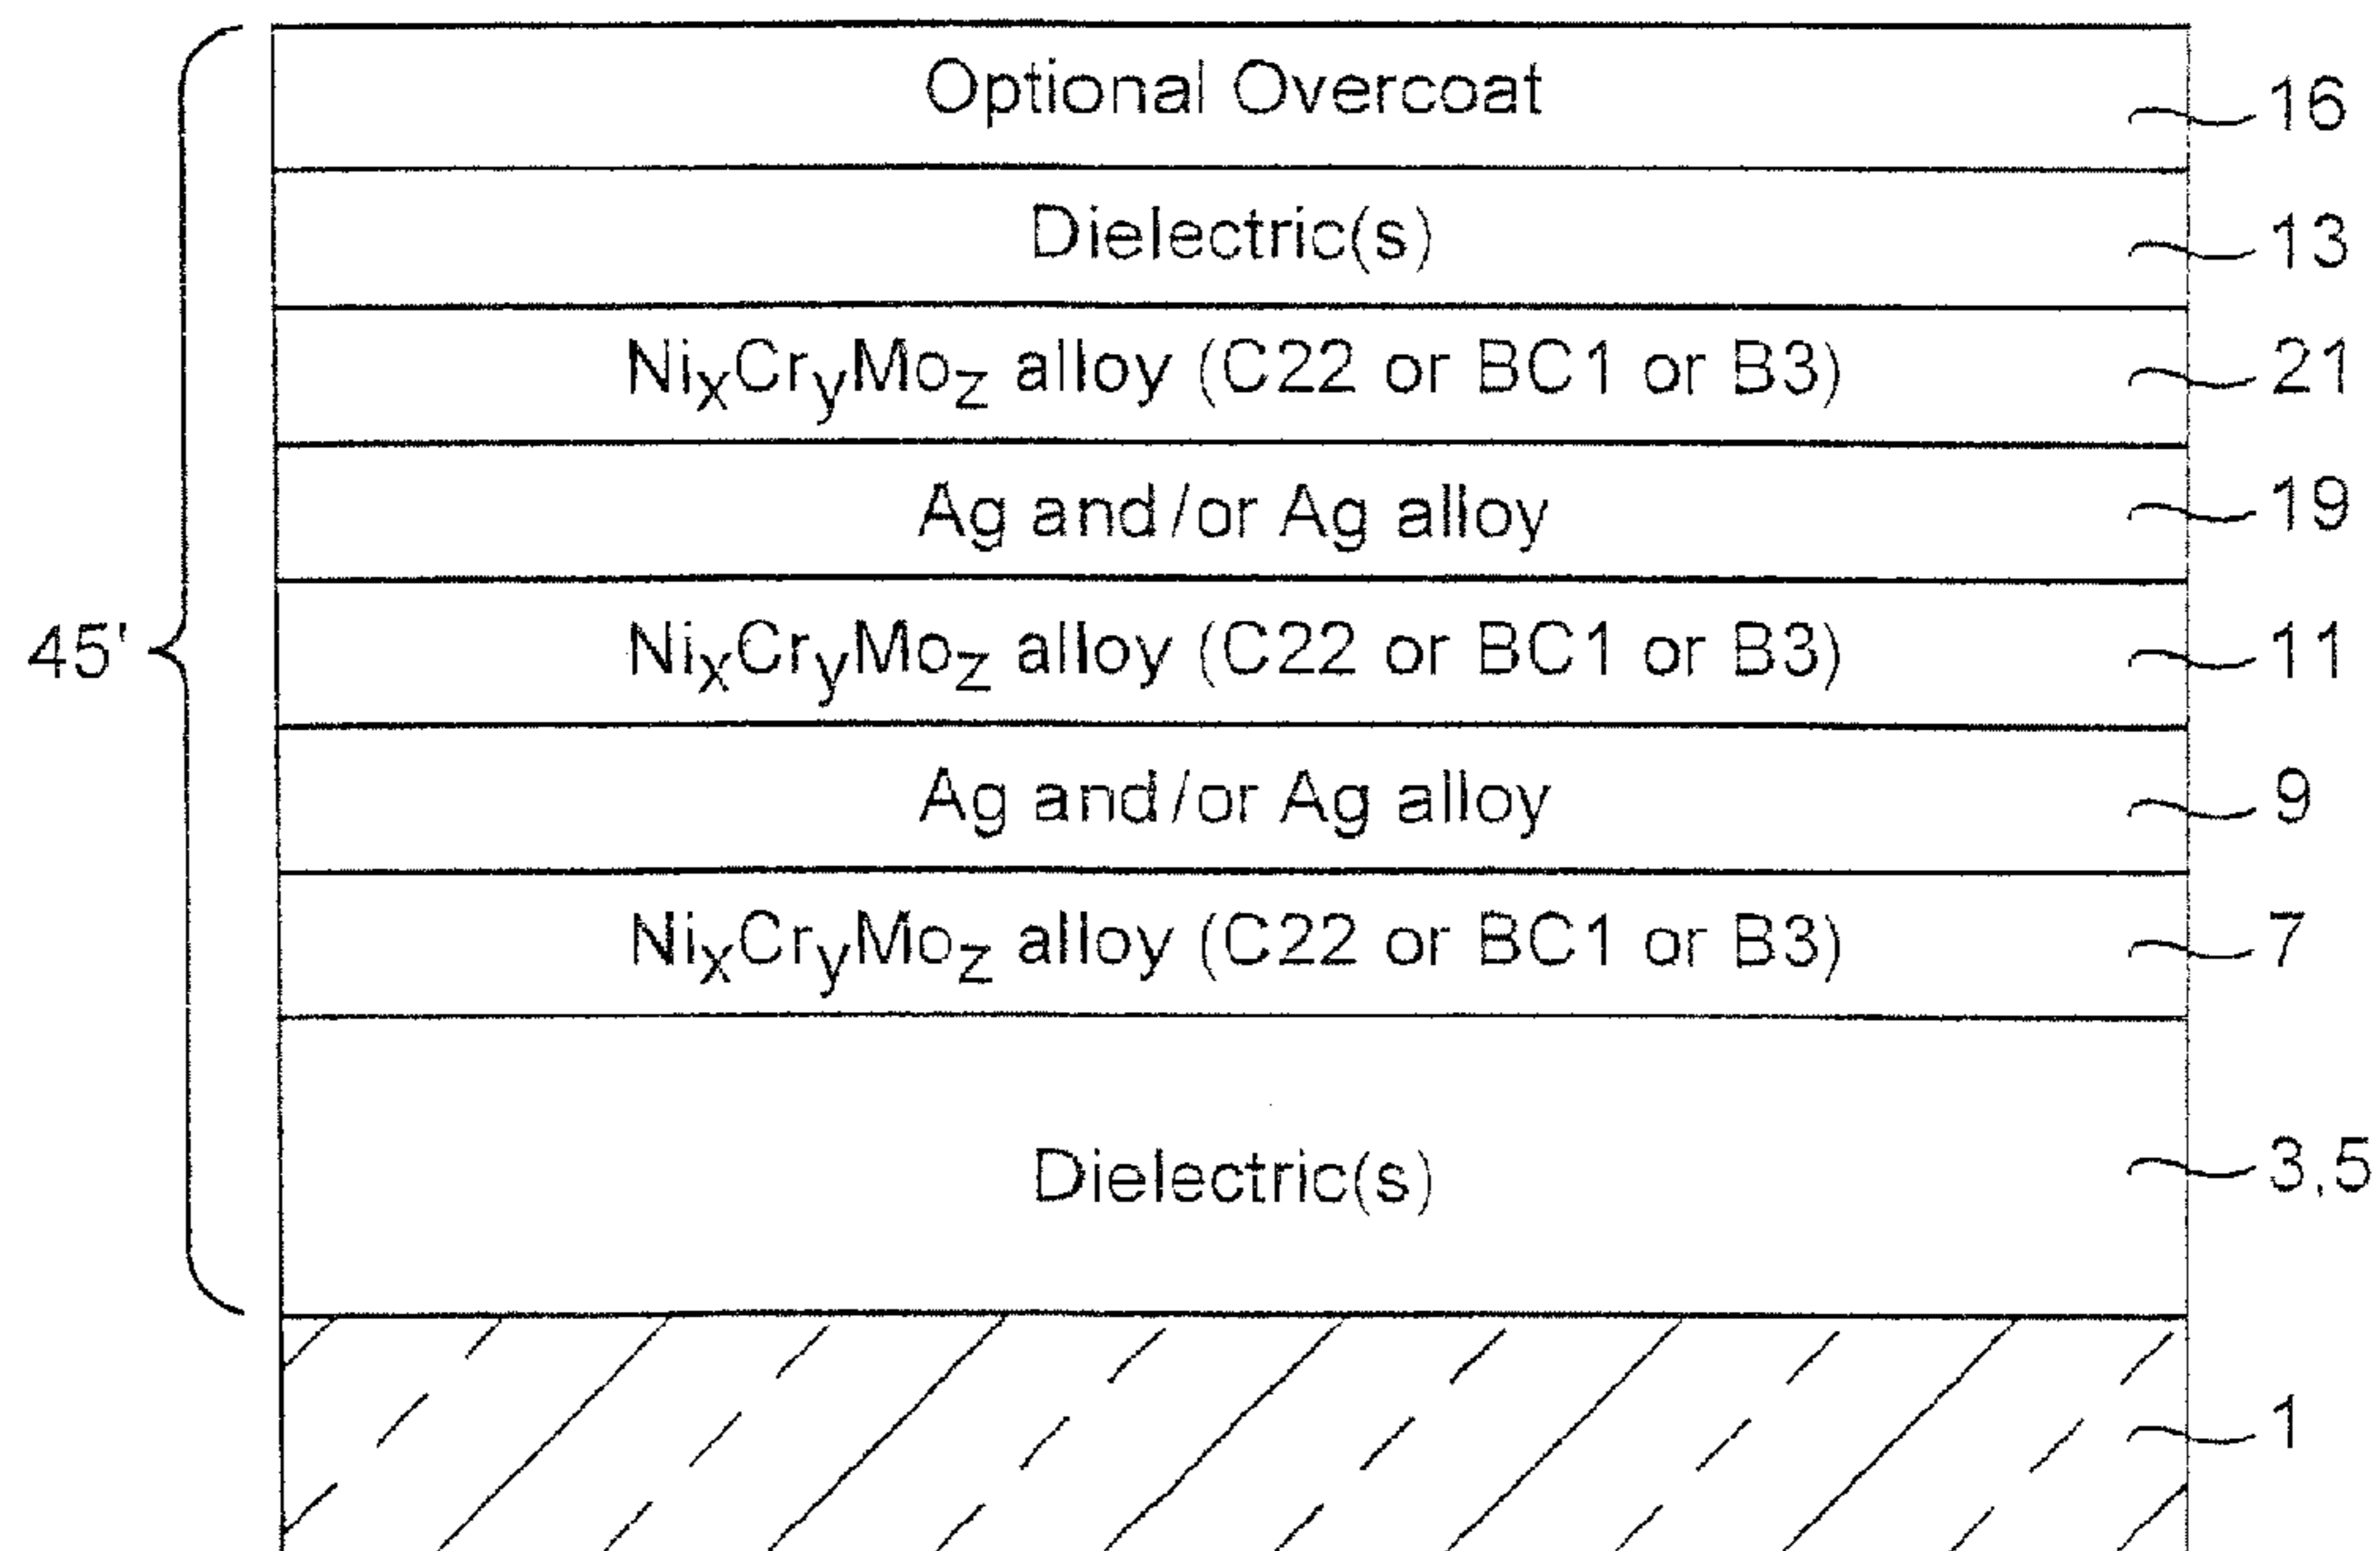 Optional Overcoat 16
Dielectric(s) 13
NixCryMoz alloy (C22 or BC1 or B3) 21
Ag and/or Ag alloy 19
45' NixCryMoz alloy (C22 or BC1 or B3) 11
Ag and/or Ag alloy 9
NixCryMoz alloy (C22 or BC1 or B3) 7
Dielectric(s) 3,5
1